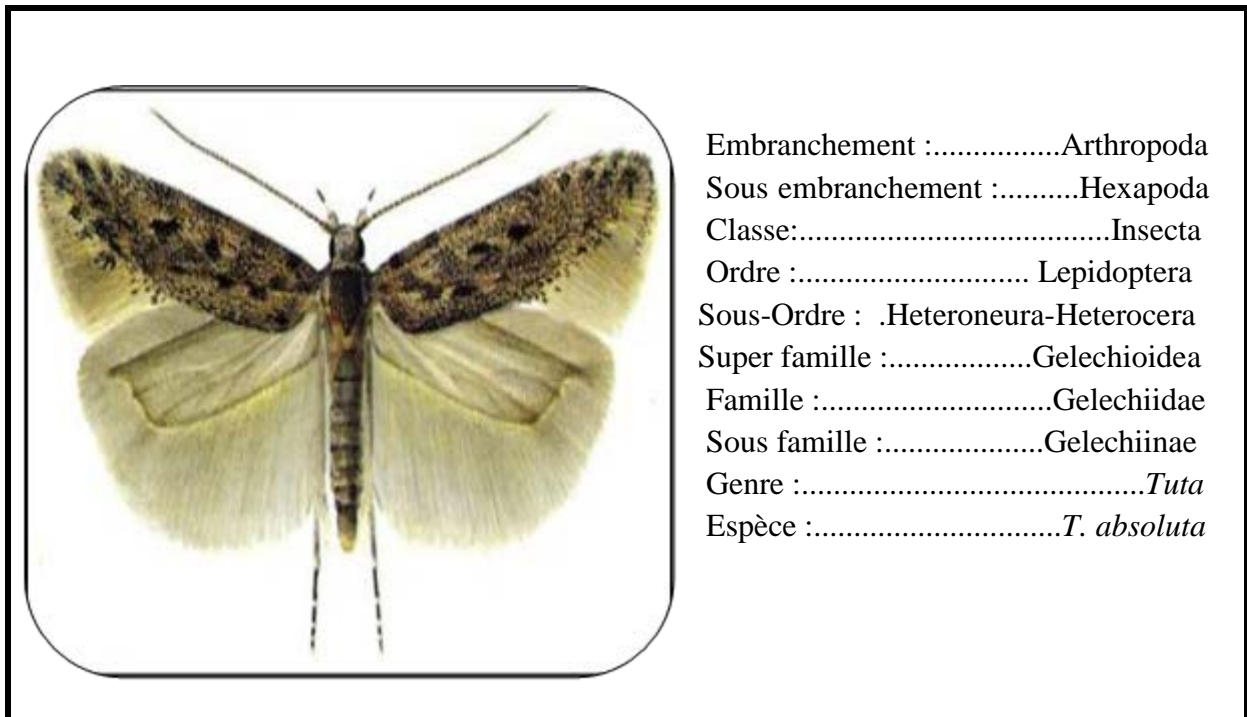 Embranchement :................Arthropoda
Sous embranchement :..........Hexapoda
Classe:.......................................Insecta
Ordre :............................. Lepidoptera
Sous-Ordre :  .Heteroneura-Heterocera
Super famille :..................Gelechioidea
Famille :.............................Gelechiidae
Sous famille :....................Gelechiinae
Genre :...........................................Tuta
Espèce :...............................T. absoluta